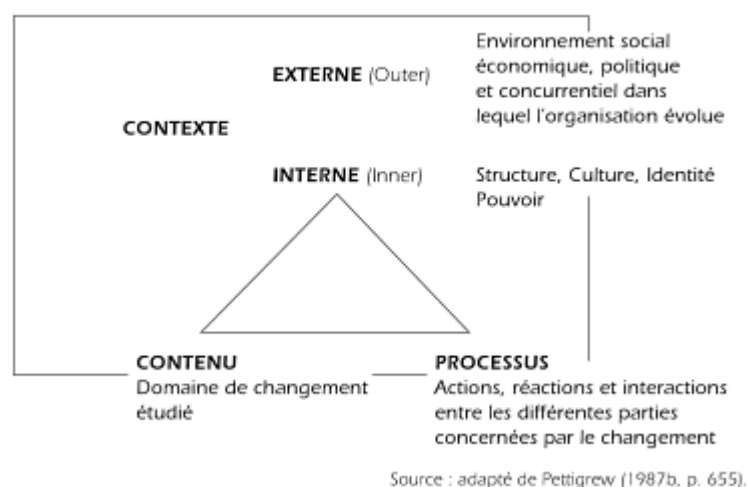 EXTERNE (Outer)
Environnement social
économique, politique
et concurrentiel dans
lequel l'organisation évolue
CONTEXTE
INTERNE (Inner)
Structure, Culture, Identité
Pouvoir
CONTENU
Domaine de changement
étudié
PROCESSUS
Actions, réactions et interactions
entre les différentes parties
concernées par le changement
Source : adapté de Pettigrew (1987b, p. 655).